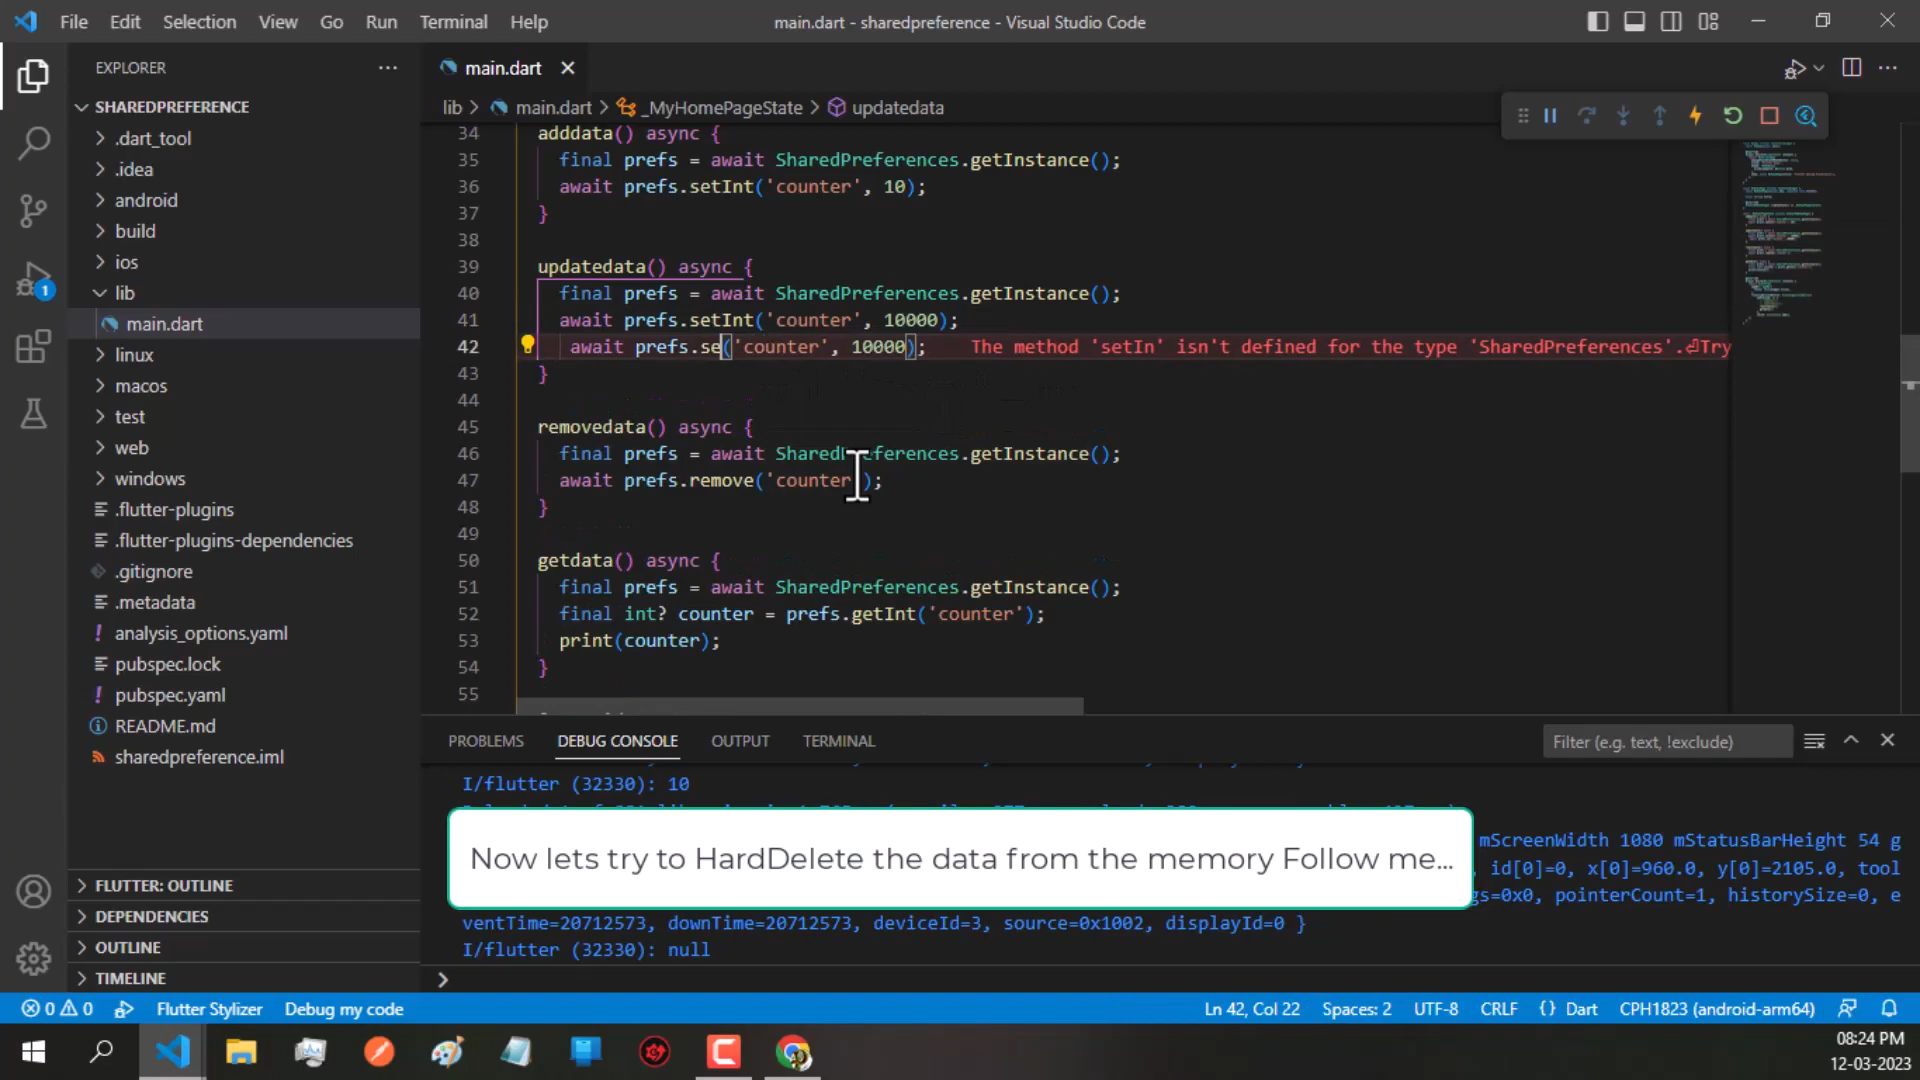 File Edit Selection View Go Run Terminal Help
main.dart - sharedpreference - Visual Studio Code
EXPLORER
SHAREDPREFERENCE
.dart_tool
.idea
android
build
ios
lib
main.dart
linux
macos
test
web
windows
.flutter-plugins
.flutter-plugins-dependencies
.gitignore
.metadata
analysis_options.yaml
pubspec.lock
pubspec.yaml
README.md
sharedpreference.iml
FLUTTER: OUTLINE
DEPENDENCIES
OUTLINE
TIMELINE
1
main.dart
lib > main.dart > _MyHomePageState > updatedata
34 adddata() async {
35 final prefs = await SharedPreferences.getInstance();
36 await prefs.setInt('counter', 10);
37 }
38
39 updatedata() async {
40 final prefs = await SharedPreferences.getInstance();
41 await prefs.setInt('counter', 10000);
42 await prefs.se('counter', 10000); The method 'setIn' isn't defined for the type 'SharedPreferences'.⏎Try
43 }
44
45 removedata() async {
46 final prefs = await SharedPreferences.getInstance();
47 await prefs.remove('counter');
48 }
49
50 getdata() async {
51 final prefs = await SharedPreferences.getInstance();
52 final int? counter = prefs.getInt('counter');
53 print(counter);
54 }
55
PROBLEMS DEBUG CONSOLE OUTPUT TERMINAL
Filter (e.g. text, !exclude)
I/flutter (32330): 10
mScreenWidth 1080 mStatusBarHeight 54 g
Now lets try to HardDelete the data from the memory Follow me...
, id[0]=0, x[0]=960.0, y[0]=2105.0, tool
gs=0x0, pointerCount=1, historySize=0, e
ventTime=20712573, downTime=20712573, deviceId=3, source=0x1002, displayId=0 }
I/flutter (32330): null
>
0 0 Flutter Stylizer Debug my code
Ln 42, Col 22 Spaces: 2 UTF-8 CRLF {} Dart CPH1823 (android-arm64)
08:24 PM
12-03-2023